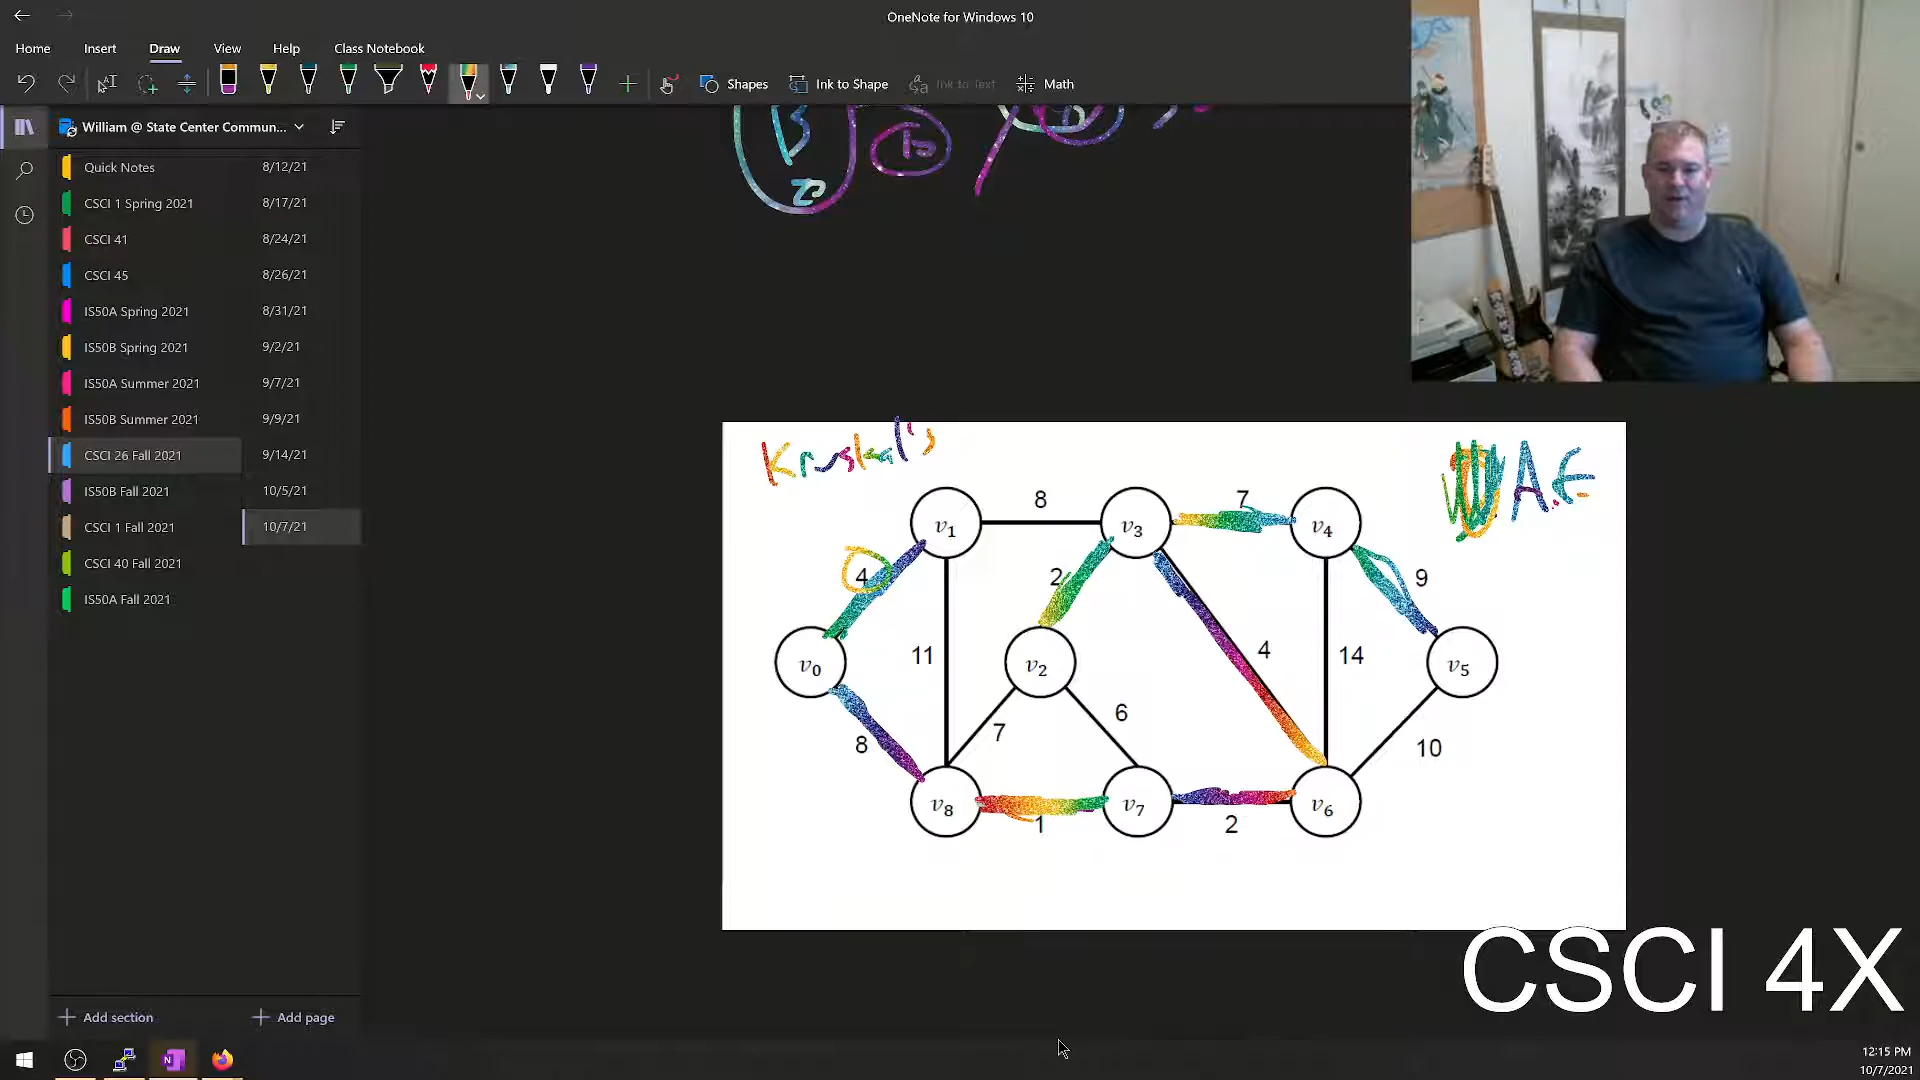 OneNote for Windows 10
Home Insert Draw View Help Class Notebook
Shapes Ink to Shape Ink to Text Math
William @ State Center Commun...
Quick Notes 8/12/21
CSCI 1 Spring 2021 8/17/21
CSCI 41 8/24/21
CSCI 45 8/26/21
IS50A Spring 2021 8/31/21
IS50B Spring 2021 9/2/21
IS50A Summer 2021 9/7/21
IS50B Summer 2021 9/9/21
CSCI 26 Fall 2021 9/14/21
IS50B Fall 2021 10/5/21
CSCI 1 Fall 2021 10/7/21
CSCI 40 Fall 2021
IS50A Fall 2021
Add section Add page
Kruskal's
A.E
8 7
v1 v3 v4
4 2 9
11 4 14
v0 v2 v5
6
7
8 10
v8 v7 v6
1 2
CSCI 4X
12:15 PM
10/7/2021